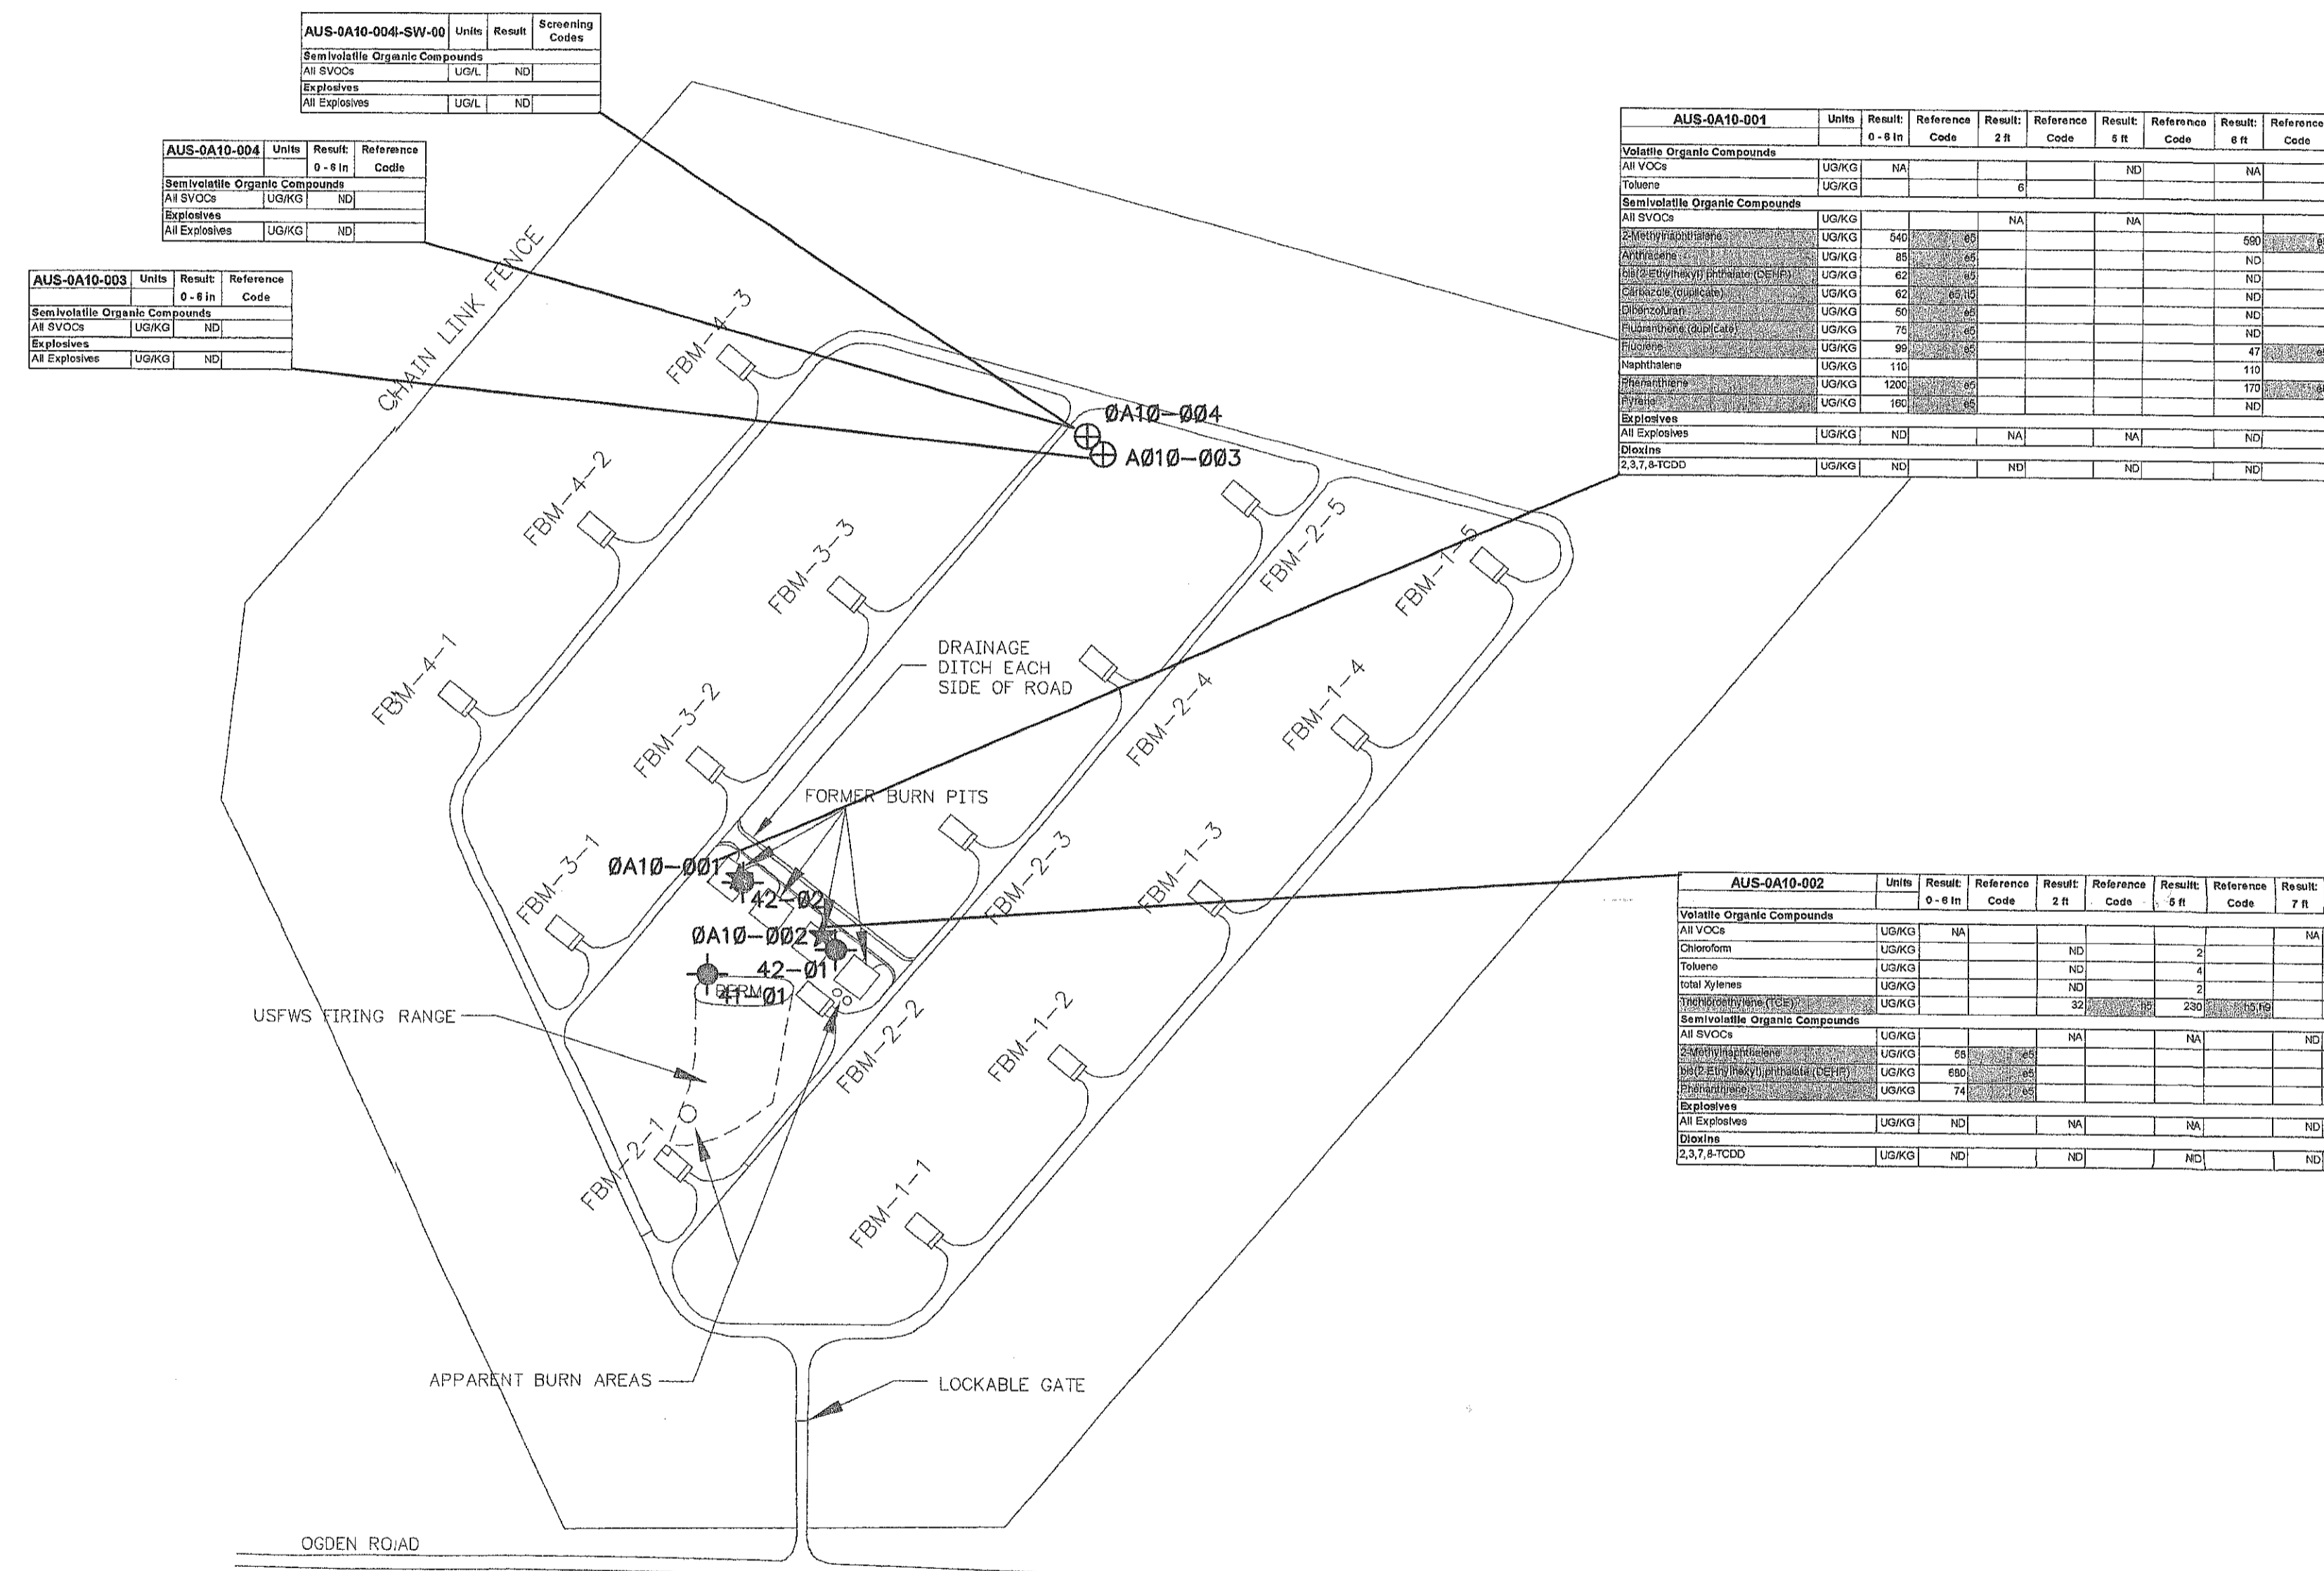 AUS-0A10-004-SW-00 Units Result Screening Codes
Semivolatile Organic Compounds
All SVOCs UG/L ND
Explosives
All Explosives UG/L ND
AUS-0A10-004 Units Result: Reference
0 - 6 in Code
Semivolatile Organic Compounds
All SVOCs UG/KG ND
Explosives
All Explosives UG/KG ND
AUS-0A10-003 Units Result: Reference
0 - 6 in Code
Semivolatile Organic Compounds
All SVOCs UG/KG ND
Explosives
All Explosives UG/KG ND
AUS-0A10-001 Units Result: Reference Result: Reference Result: Reference Result: Reference
0 - 6 in Code 2 ft Code 5 ft Code 6 ft Code
Volatile Organic Compounds
All VOCs UG/KG NA ND NA
Toluene UG/KG 6
Semivolatile Organic Compounds
All SVOCs UG/KG NA NA
2-Methylnaphthalene UG/KG 540 e5 590
Anthracene UG/KG 85 e5 ND
bis(2-Ethylhexyl) phthalate (DEHP) UG/KG 62 e5 ND
Carbazole (duplicate) UG/KG 62 e5,h5 ND
Dibenzofuran UG/KG 50 e5 ND
Fluoranthene (duplicate) UG/KG 75 e5 ND
Fluorene UG/KG 99 e5 47
Naphthalene UG/KG 110 110
Phenanthrene UG/KG 1200 e5 170
Pyrene UG/KG 160 e5 ND
Explosives
All Explosives UG/KG ND NA NA ND
Dioxins
2,3,7,8-TCDD UG/KG ND ND ND ND
CHAIN LINK FENCE
FBM-4-3
ØA10-004
A010-003
FBM-4-2
FBM-3-3
FBM-2-5
FBM-1-5
FBM-4-1
DRAINAGE
DITCH EACH
SIDE OF ROAD
FBM-3-2
FBM-2-4
FBM-1-4
FORMER BURN PITS
FBM-3-1
ØA10-001
42-02
FBM-2-3
FBM-1-3
ØA10-002
42-01
BERM
41-01
USFWS FIRING RANGE
FBM-2-2
FBM-1-2
FBM-2-1
FBM-1-1
AUS-0A10-002 Units Result: Reference Result: Reference Result: Reference Result:
0 - 6 in Code 2 ft Code 5 ft Code 7 ft
Volatile Organic Compounds
All VOCs UG/KG NA NA
Chloroform UG/KG ND 2
Toluene UG/KG ND 4
total Xylenes UG/KG ND 2
Trichloroethylene (TCE) UG/KG 32 h5 230 h5,h9
Semivolatile Organic Compounds
All SVOCs UG/KG NA NA ND
2-Methylnaphthalene UG/KG e5
bis(2-Ethylhexyl) phthalate (DEHP) UG/KG 680 e5
Phenanthrene UG/KG 74 e5
Explosives
All Explosives UG/KG ND NA NA ND
Dioxins
2,3,7,8-TCDD UG/KG ND ND ND ND
APPARENT BURN AREAS
LOCKABLE GATE
OGDEN ROAD